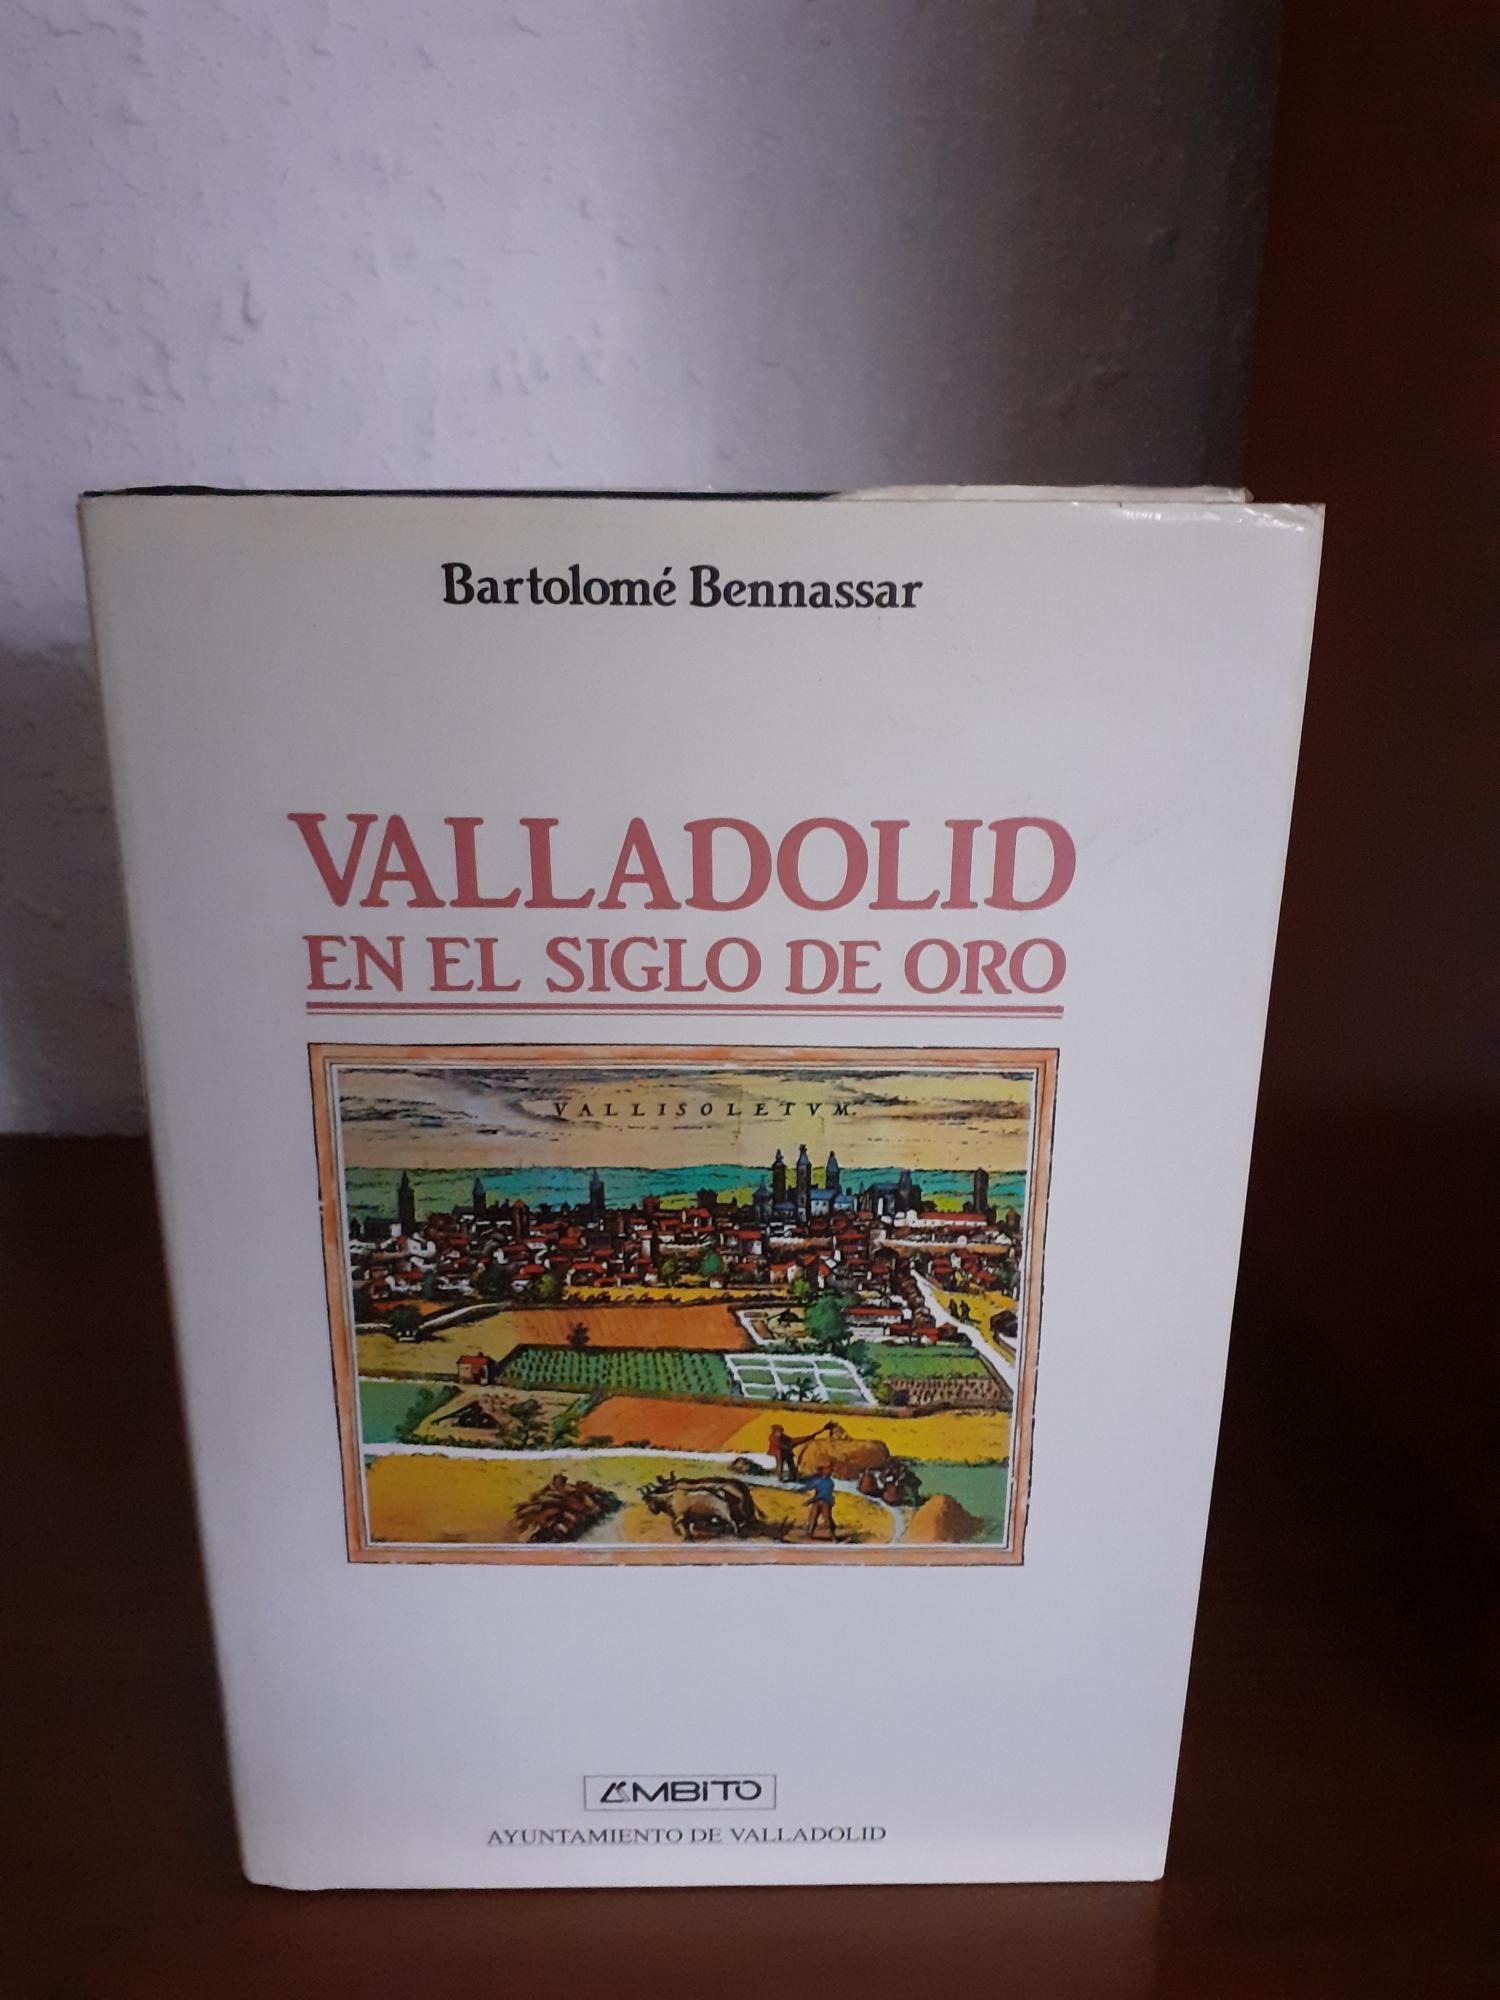 Bartolomé Bennassar
VALLADOLID
EN EL SIGLO DE ORO
VALLISOLETVM.
ÁMBITO
AYUNTAMIENTO DE VALLADOLID